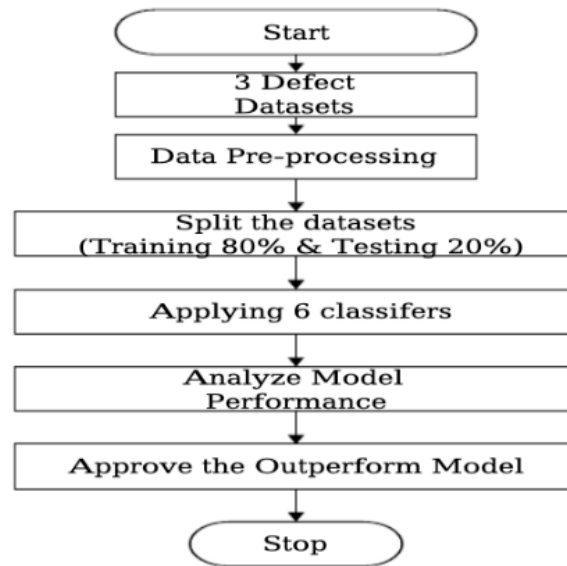 Start
3 Defect
Datasets
Data Pre-processing
Split the datasets
(Training 80% & Testing 20%)
Applying 6 classifers
Analyze Model
Performance
Approve the Outperform Model
Stop